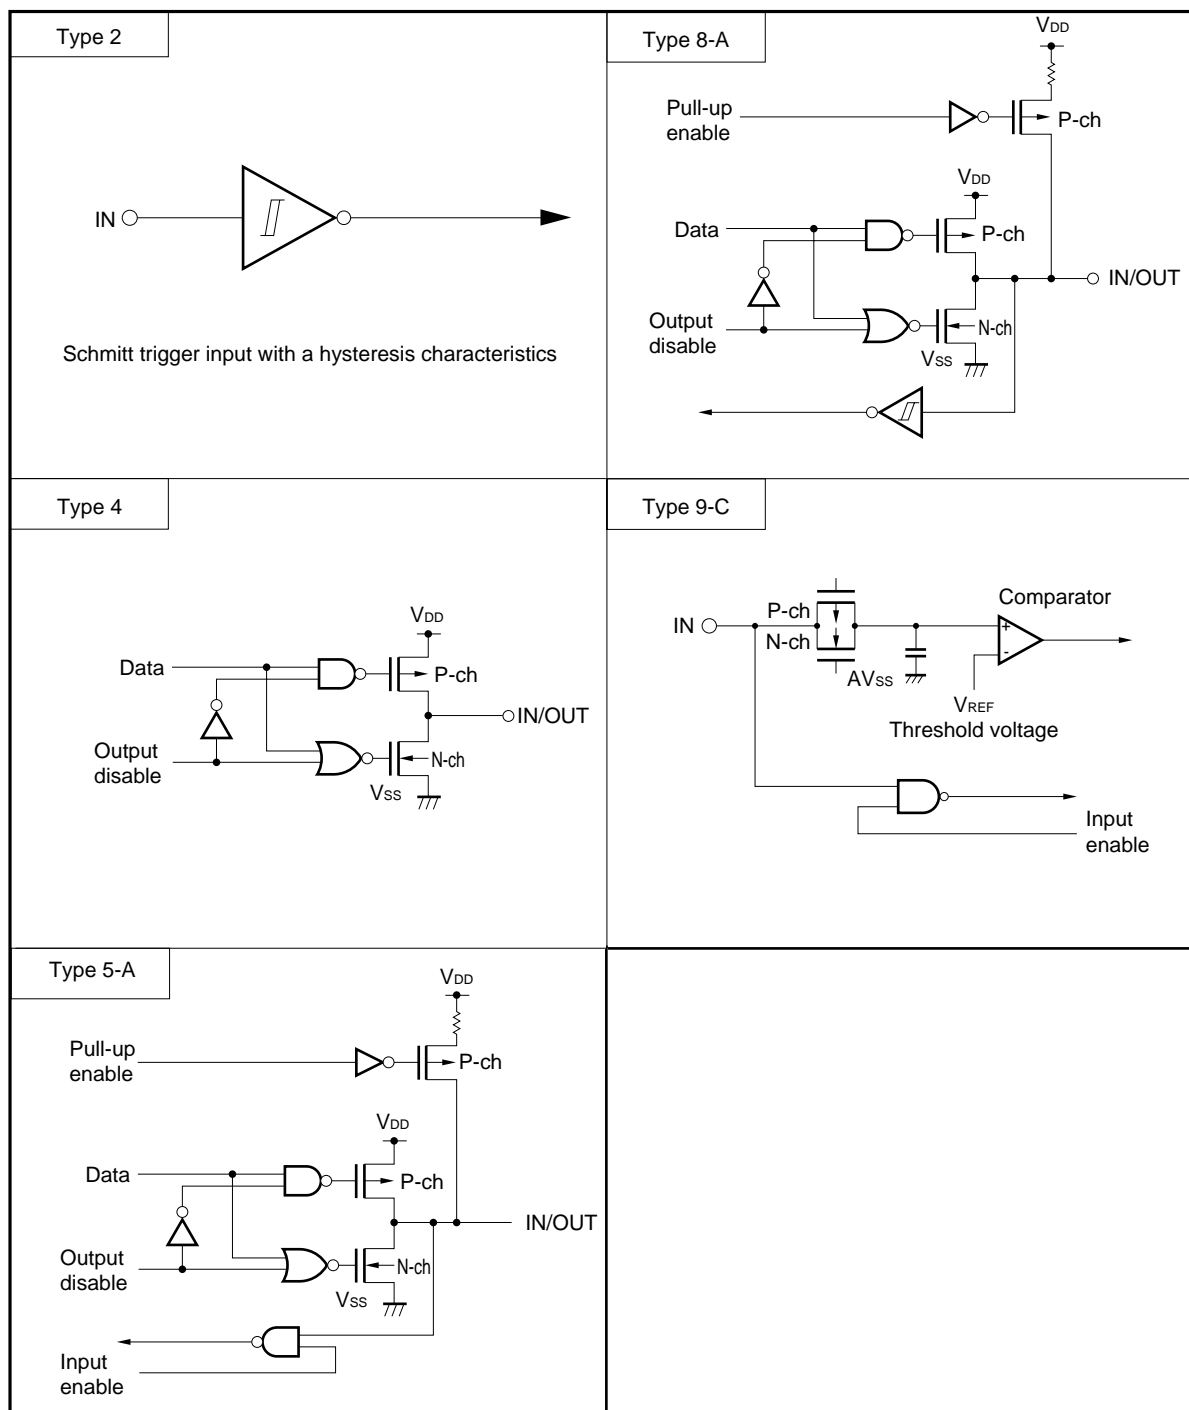 Type 2
IN
Schmitt trigger input with a hysteresis characteristics
Type 8-A
VDD
Pull-up
enable
P-ch
VDD
Data
P-ch
IN/OUT
Output
disable
N-ch
VSS
Type 4
VDD
Data
P-ch
IN/OUT
Output
disable
N-ch
VSS
Type 9-C
P-ch
Comparator
IN
N-ch
+
-
AVSS
VREF
Threshold voltage
Input
enable
Type 5-A
VDD
Pull-up
enable
P-ch
VDD
Data
P-ch
IN/OUT
Output
disable
N-ch
VSS
Input
enable